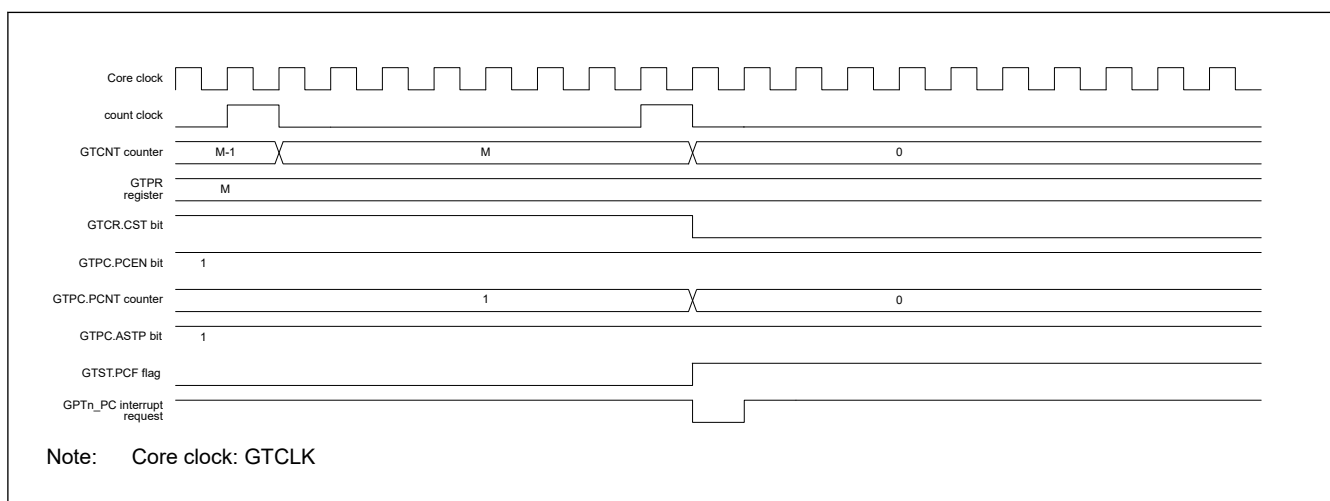 Core clock
count clock
GTCNT counter M-1 M 0
GTPR
register
M
GTCR.CST bit
GTPC.PCEN bit 1
GTPC.PCNT counter 1 0
GTPC.ASTP bit 1
GTST.PCF flag
GPTn_PC interrupt
request
Note: Core clock: GTCLK